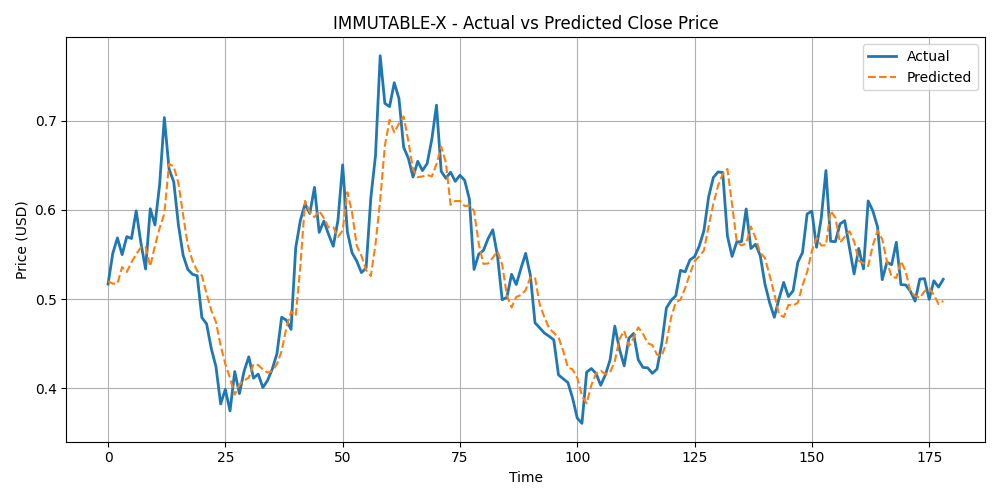 IMMUTABLE-X - Actual vs Predicted Close Price
Actual
Predicted
0.7
0.6
0.5
0.4
Price (USD)
0 25 50 75 100 125 150 175
Time